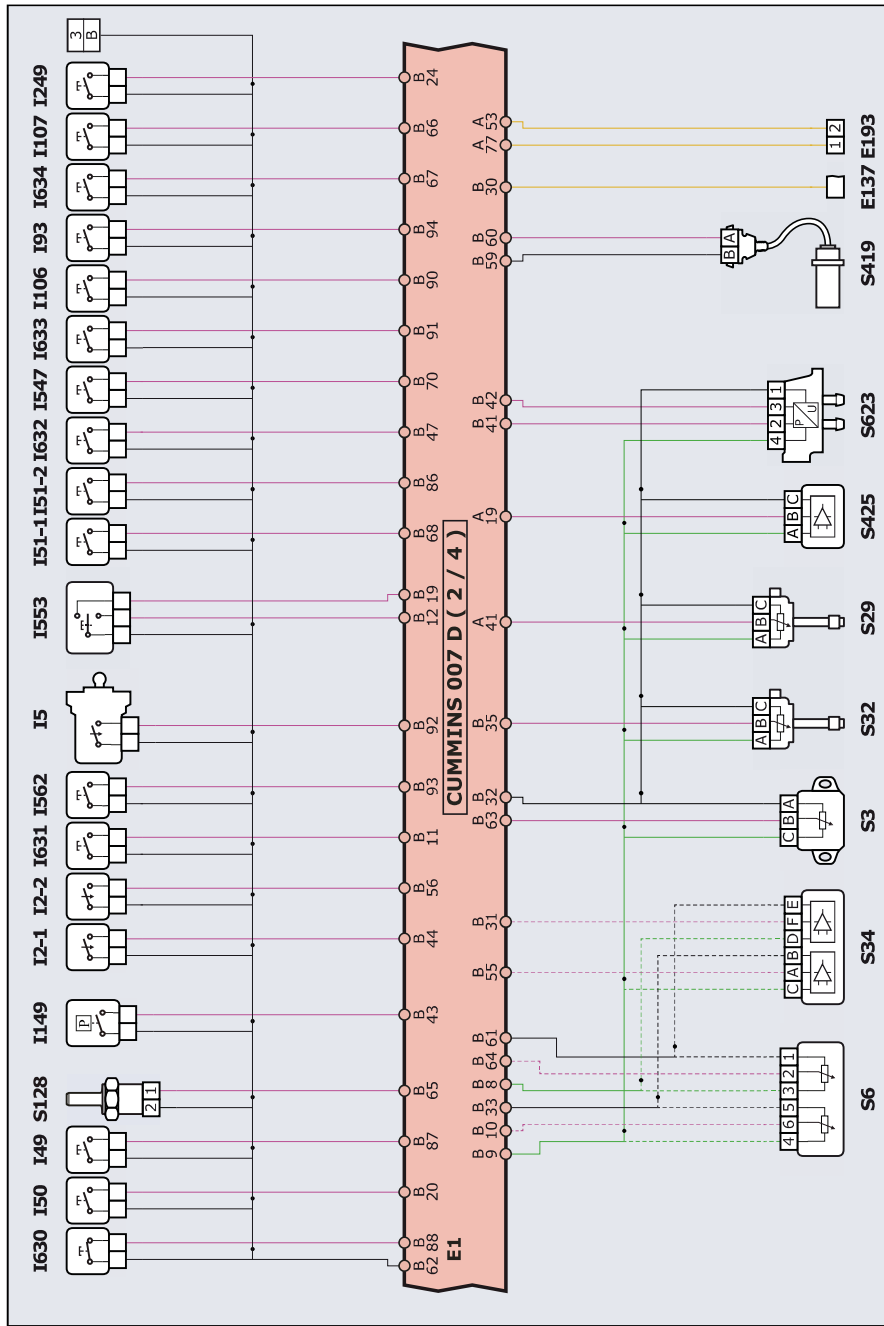 I630 I50 I49 S128 I149 I2-1 I2-2 I631 I562 I5 I553 I51-1 I51-2 I632 I547 I633 I106 I93 I634 I107 I249
E E E P E E E E E E E E E E E E E E
2 1
3
B
B B B B B B B B B B B B B B B B B B B B B B B
62 88 20 87 65 43 44 56 11 93 92 12 19 68 86 47 70 91 90 94 67 66 24
E1
CUMMINS 007 D ( 2 / 4 )
B B B B B B B B B B B A A B B B B B A A
9 10 33 8 64 61 55 31 63 32 35 41 19 41 42 59 60 30 77 53
B A
4 6 5 3 2 1
C A B D F E
C B A
A B C
A B C
A B C
4 2 3 1
P
U
1 2
S6 S34 S3 S32 S29 S425 S623 S419 E137 E193